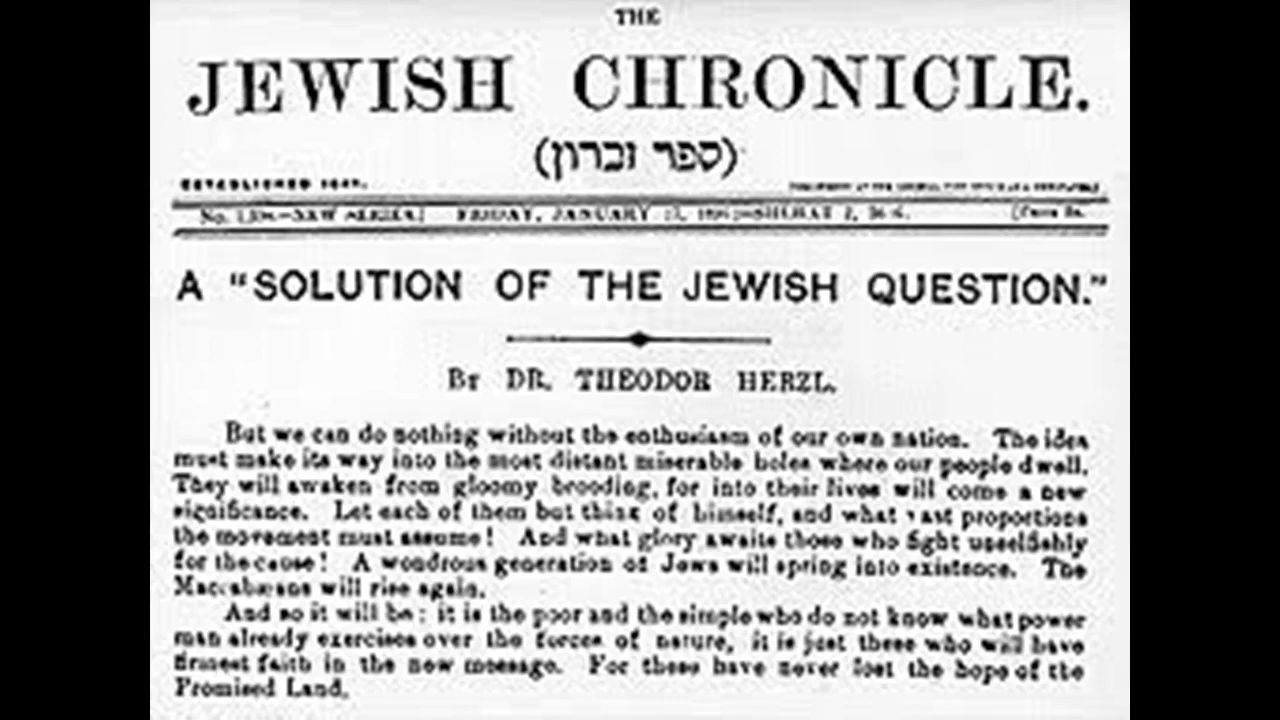 THE
JEWISH CHRONICLE.
(ספר זכרון)
ESTABLISHED
FRIDAY, JANUARY
A "SOLUTION OF THE JEWISH QUESTION."
BY DR. THEODOR HERZL.
But we can do nothing without the enthusiasm of our own nation. The idea
must make its way into the most distant miserable holes where our people dwell.
They will awaken from gloomy brooding, for into their lives will come a new
significance. Let each of them but think of himself, and what vast proportions
the movement must assume! And what glory awaits those who fight unselfishly
for the cause! A wondrous generation of Jews will spring into existence. The
Maccabæans will rise again.
And so it will be: it is the poor and the simple who do not know what power
man already exercises over the forces of nature, it is just these who will have
firmest faith in the new message. For these have never lost the hope of the
Promised Land.